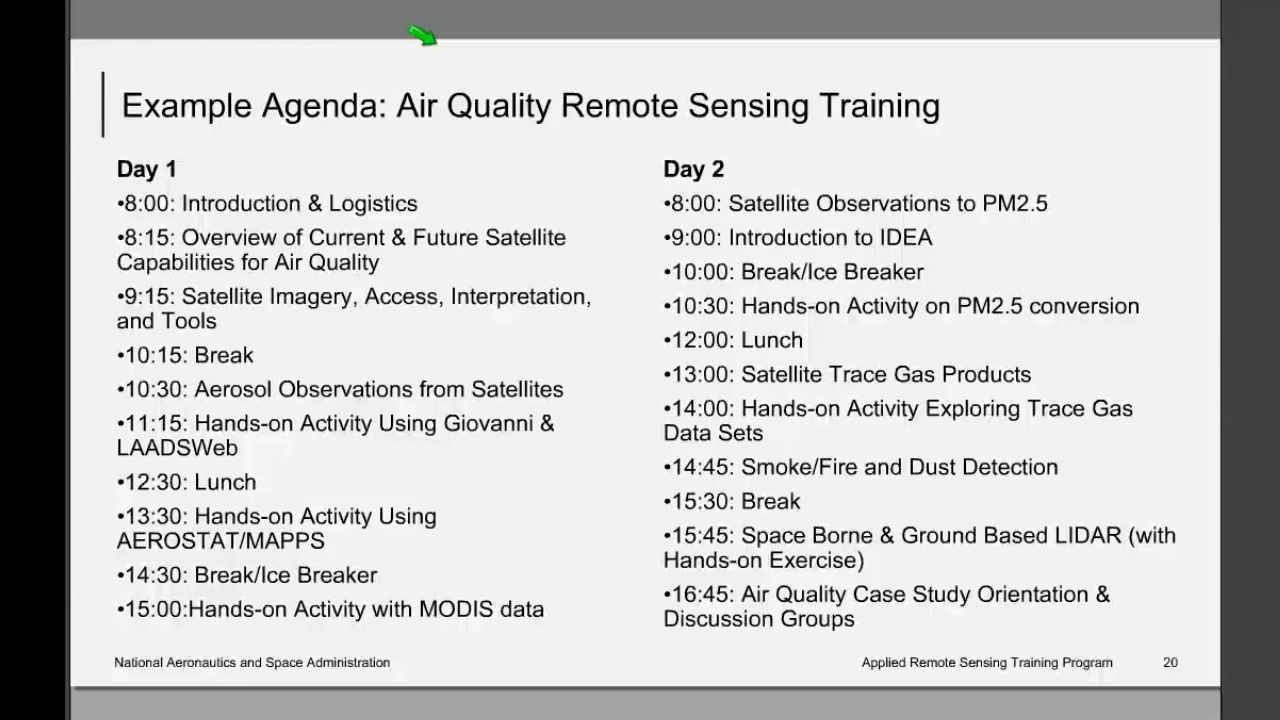 Example Agenda: Air Quality Remote Sensing Training
Day 1
•8:00: Introduction & Logistics
•8:15: Overview of Current & Future Satellite
Capabilities for Air Quality
•9:15: Satellite Imagery, Access, Interpretation,
and Tools
•10:15: Break
•10:30: Aerosol Observations from Satellites
•11:15: Hands-on Activity Using Giovanni &
LAADSWeb
•12:30: Lunch
•13:30: Hands-on Activity Using
AEROSTAT/MAPPS
•14:30: Break/Ice Breaker
•15:00:Hands-on Activity with MODIS data
Day 2
•8:00: Satellite Observations to PM2.5
•9:00: Introduction to IDEA
•10:00: Break/Ice Breaker
•10:30: Hands-on Activity on PM2.5 conversion
•12:00: Lunch
•13:00: Satellite Trace Gas Products
•14:00: Hands-on Activity Exploring Trace Gas
Data Sets
•14:45: Smoke/Fire and Dust Detection
•15:30: Break
•15:45: Space Borne & Ground Based LIDAR (with
Hands-on Exercise)
•16:45: Air Quality Case Study Orientation &
Discussion Groups
National Aeronautics and Space Administration
Applied Remote Sensing Training Program
20